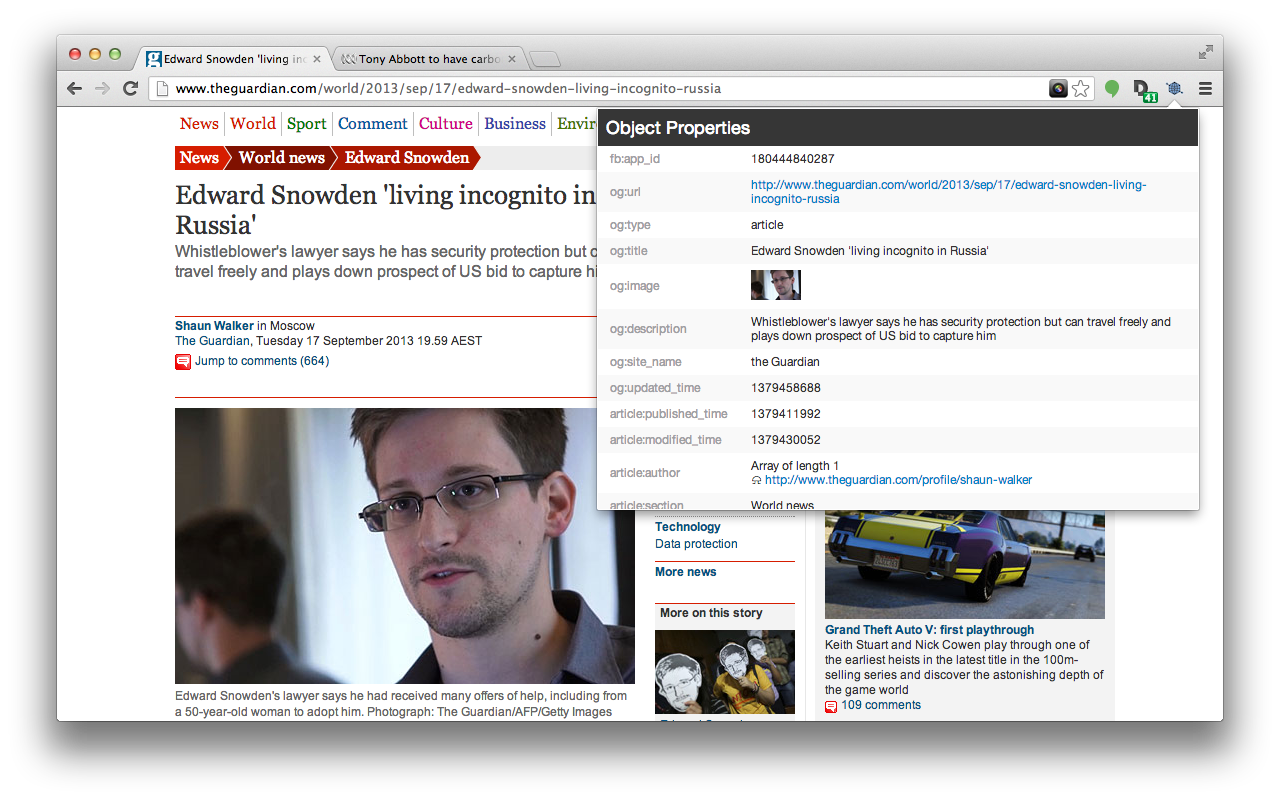 Edward Snowden 'living inc
Tony Abbott to have carbo
www.theguardian.com/world/2013/sep/17/edward-snowden-living-incognito-russia
41
News World Sport Comment Culture Business Envir
News World news Edward Snowden
Edward Snowden 'living incognito in
Russia'
Whistleblower's lawyer says he has security protection but c
travel freely and plays down prospect of US bid to capture hi
Shaun Walker in Moscow
The Guardian, Tuesday 17 September 2013 19.59 AEST
Jump to comments (664)
Edward Snowden's lawyer says he had received many offers of help, including from
a 50-year-old woman to adopt him. Photograph: The Guardian/AFP/Getty Images
Object Properties
fb:app_id 180444840287
og:url http://www.theguardian.com/world/2013/sep/17/edward-snowden-living-
incognito-russia
og:type article
og:title Edward Snowden 'living incognito in Russia'
og:image
og:description Whistleblower's lawyer says he has security protection but can travel freely and
plays down prospect of US bid to capture him
og:site_name the Guardian
og:updated_time 1379458688
article:published_time 1379411992
article:modified_time 1379430052
article:author Array of length 1
http://www.theguardian.com/profile/shaun-walker
article:section World news
Technology
Data protection
More news
More on this story
Grand Theft Auto V: first playthrough
Keith Stuart and Nick Cowen play through one of
the earliest heists in the latest title in the 100m-
selling series and discover the astonishing depth of
the game world
109 comments